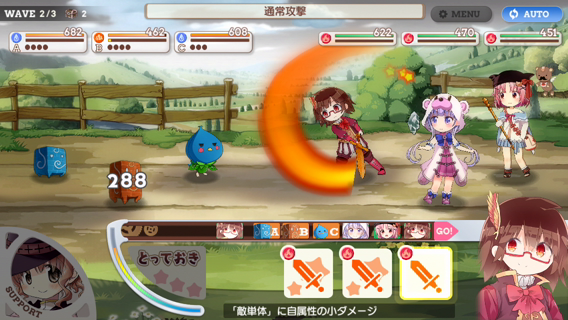 WAVE 2/3 2
通常攻撃
MENU
AUTO
682
A
462
B
608
C
622
470
451
288
A B C GO!
とっておき
SUPPORT
「敵単体」に自属性の小ダメージ